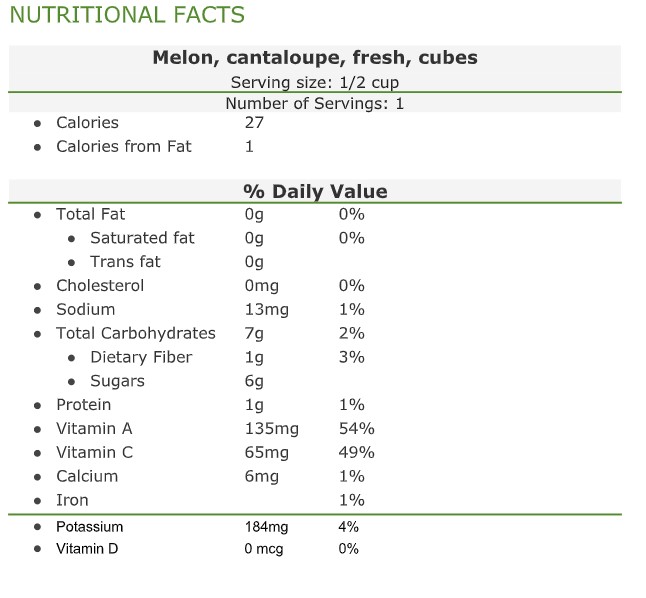 NUTRITIONAL FACTS
Melon, cantaloupe, fresh, cubes
Serving size: 1/2 cup
Number of Servings: 1
• Calories 27
• Calories from Fat 1
% Daily Value
• Total Fat 0g 0%
• Saturated fat 0g 0%
• Trans fat 0g
• Cholesterol 0mg 0%
• Sodium 13mg 1%
• Total Carbohydrates 7g 2%
• Dietary Fiber 1g 3%
• Sugars 6g
• Protein 1g 1%
• Vitamin A 135mg 54%
• Vitamin C 65mg 49%
• Calcium 6mg 1%
• Iron 1%
• Potassium 184mg 4%
• Vitamin D 0 mcg 0%